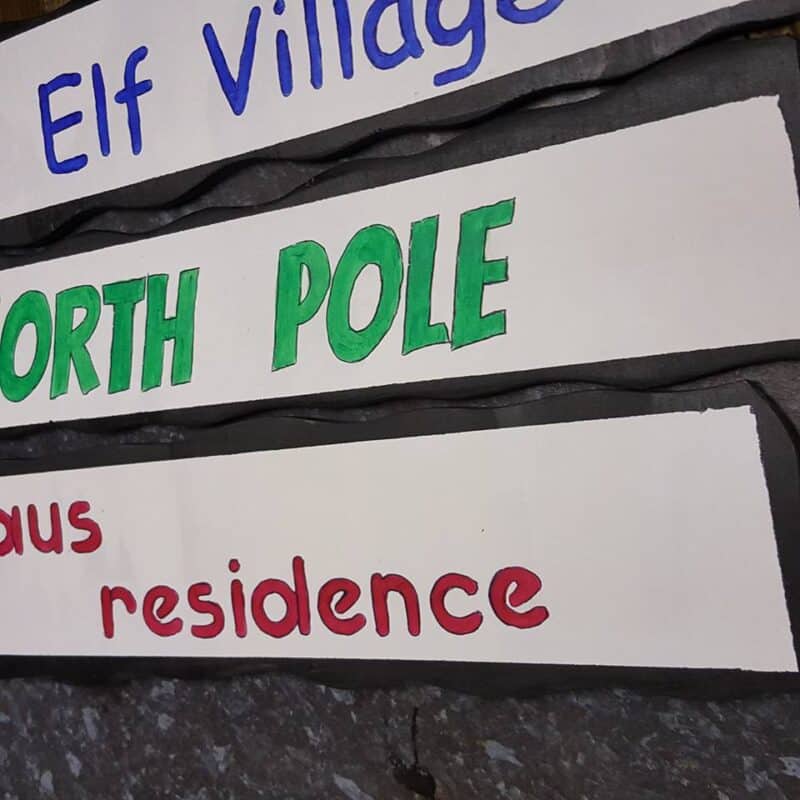 Elf Village
ORTH POLE
aus
residence